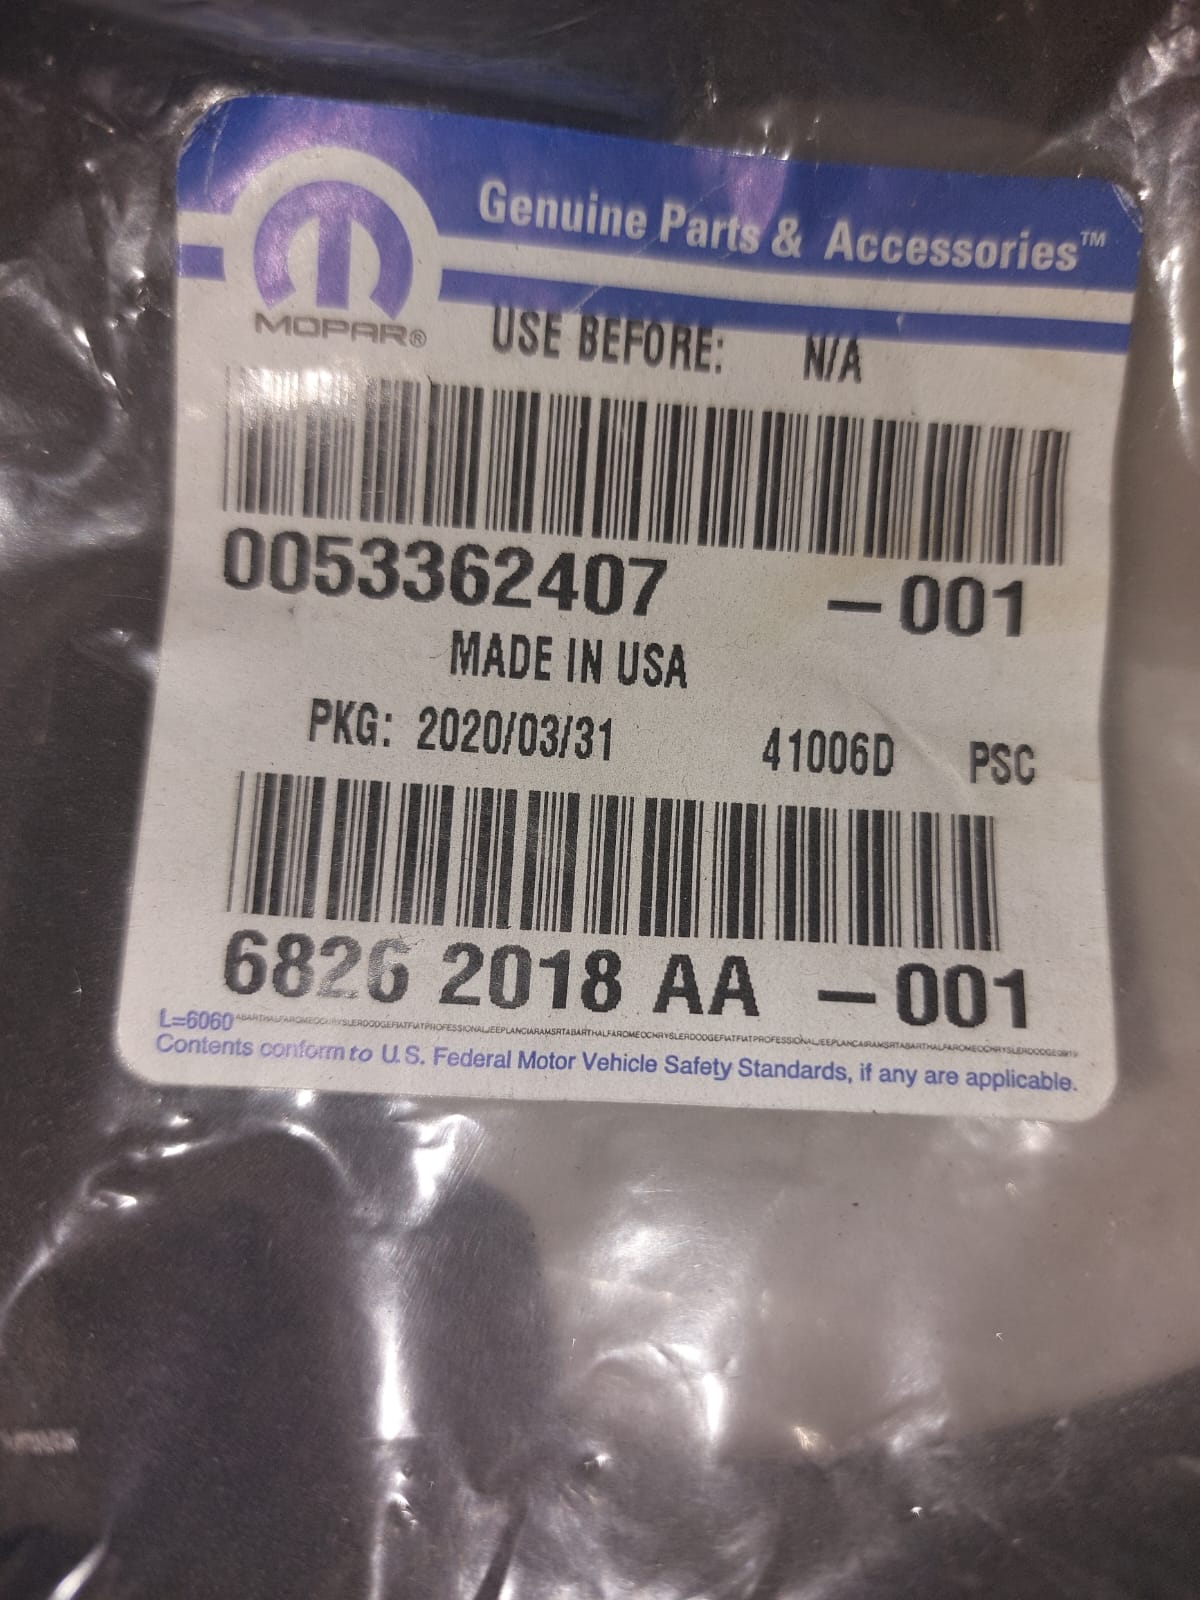 Genuine Parts & Accessories™
MOPAR®
USE BEFORE: N/A
0053362407 – 001
MADE IN USA
PKG: 2020/03/31 41006D PSC
6826 2018 AA – 001
L=6060
Contents conform to U.S. Federal Motor Vehicle Safety Standards, if any are applicable.